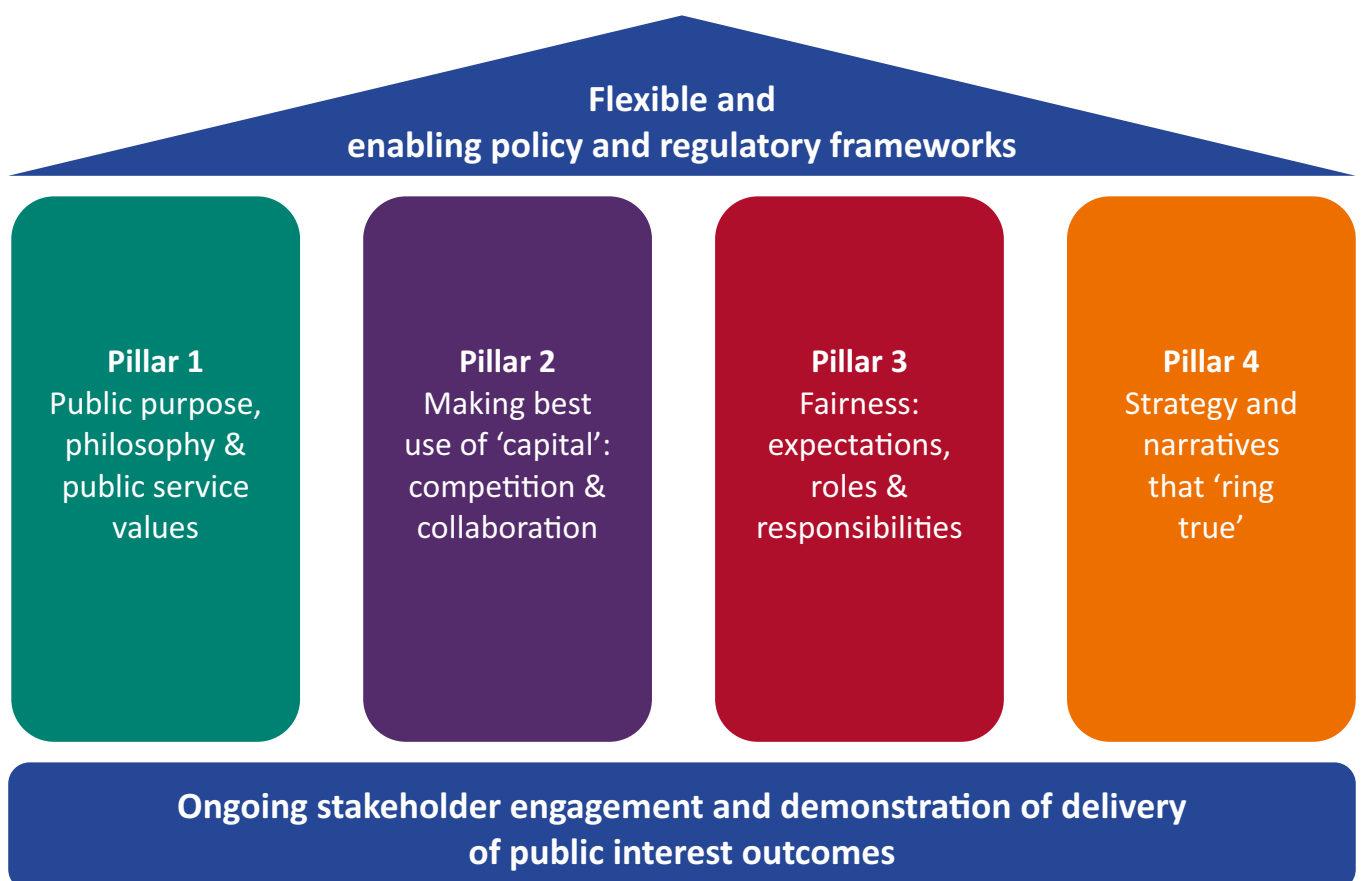 Flexible and
enabling policy and regulatory frameworks
Pillar 1
Public purpose,
philosophy &
public service
values
Pillar 2
Making best
use of ‘capital’:
competition &
collaboration
Pillar 3
Fairness:
expectations,
roles &
responsibilities
Pillar 4
Strategy and
narratives
that ‘ring
true’
Ongoing stakeholder engagement and demonstration of delivery
of public interest outcomes